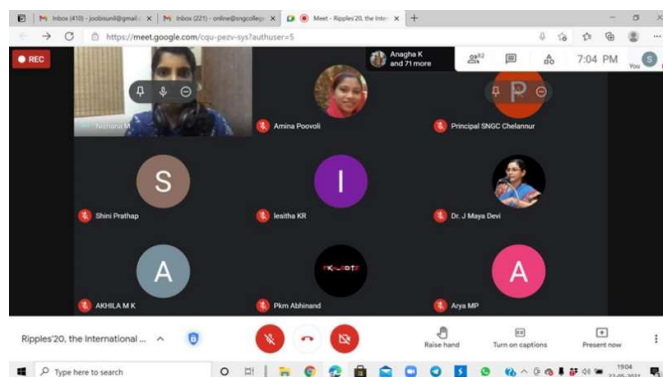 Inbox (410) - joobisunil@gmail.c
Inbox (221) - online@sngcolleg
Meet - Ripples'20, the Inter
https://meet.google.com/cqu-pezv-sys?authuser=5
REC
Anagha K
and 71 more
82
7:04 PM
You
S
Amina Poovoli
P
Principal SNGC Chelannur
S
Shini Prathap
I
lesitha KR
Dr. J Maya Devi
A
AKHILA M K
Pkm Abhinand
A
Arya MP
Ripples'20, the International ...
Raise hand
Turn on captions
Present now
Type here to search
19:04